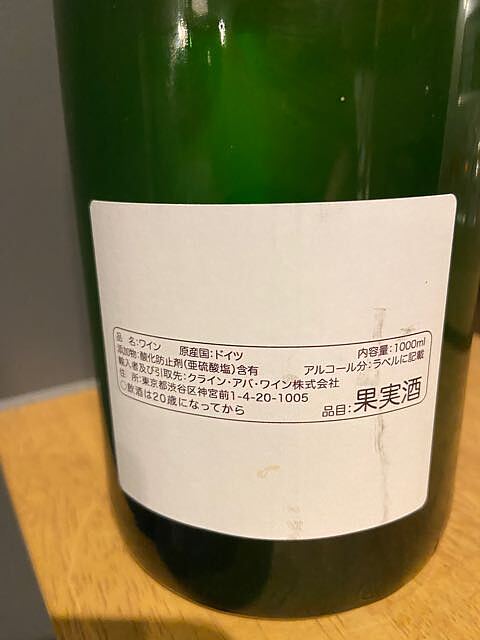 品 名:ワイン 原産国:ドイツ 内容量:1000ml
添加物:酸化防止剤(亜硫酸塩)含有 アルコール分:ラベルに記載
輸入者及び引取先:クライン・アバ・ワイン株式会社
住 所:東京都渋谷区神宮前1-4-20-1005
○飲酒は20歳になってから 品目:果実酒